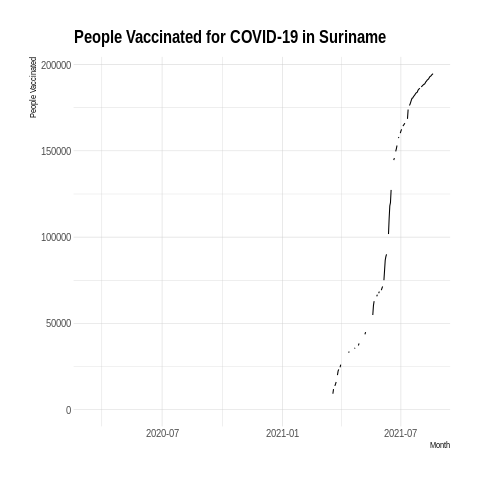 People Vaccinated for COVID-19 in Suriname
People Vaccinated
200000
150000
100000
50000
0
2020-07 2021-01 2021-07
Month